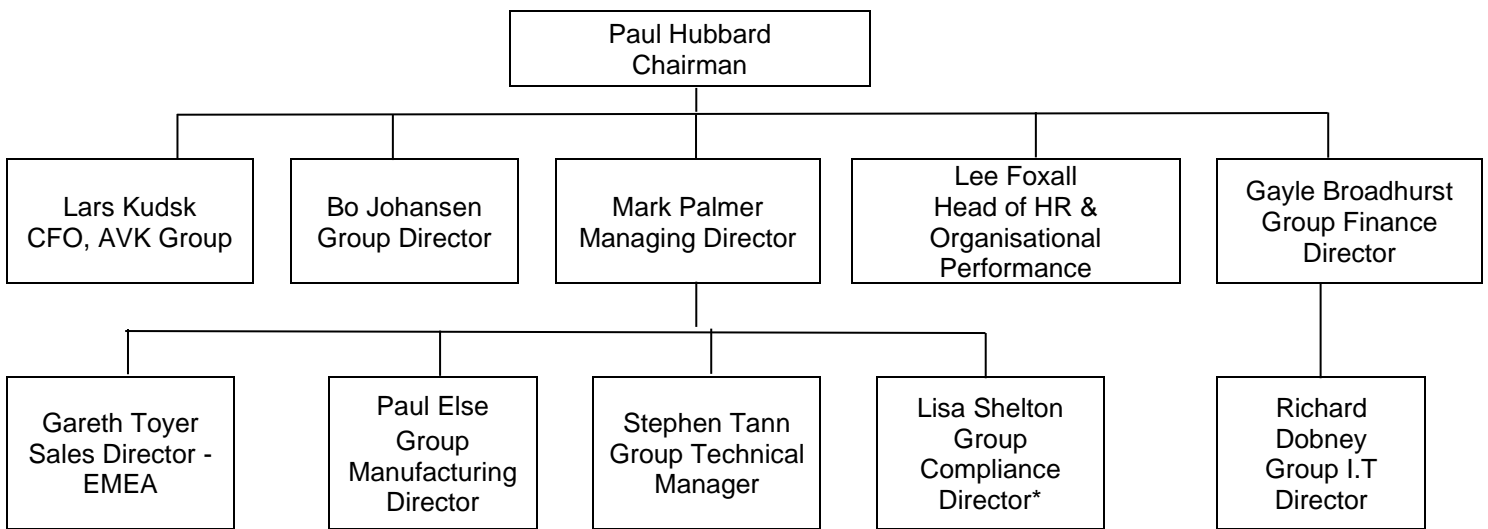 Paul Hubbard
Chairman
Lars Kudsk
CFO, AVK Group
Bo Johansen
Group Director
Mark Palmer
Managing Director
Lee Foxall
Head of HR &
Organisational
Performance
Gayle Broadhurst
Group Finance
Director
Gareth Toyer
Sales Director -
EMEA
Paul Else
Group
Manufacturing
Director
Stephen Tann
Group Technical
Manager
Lisa Shelton
Group
Compliance
Director*
Richard
Dobney
Group I.T
Director